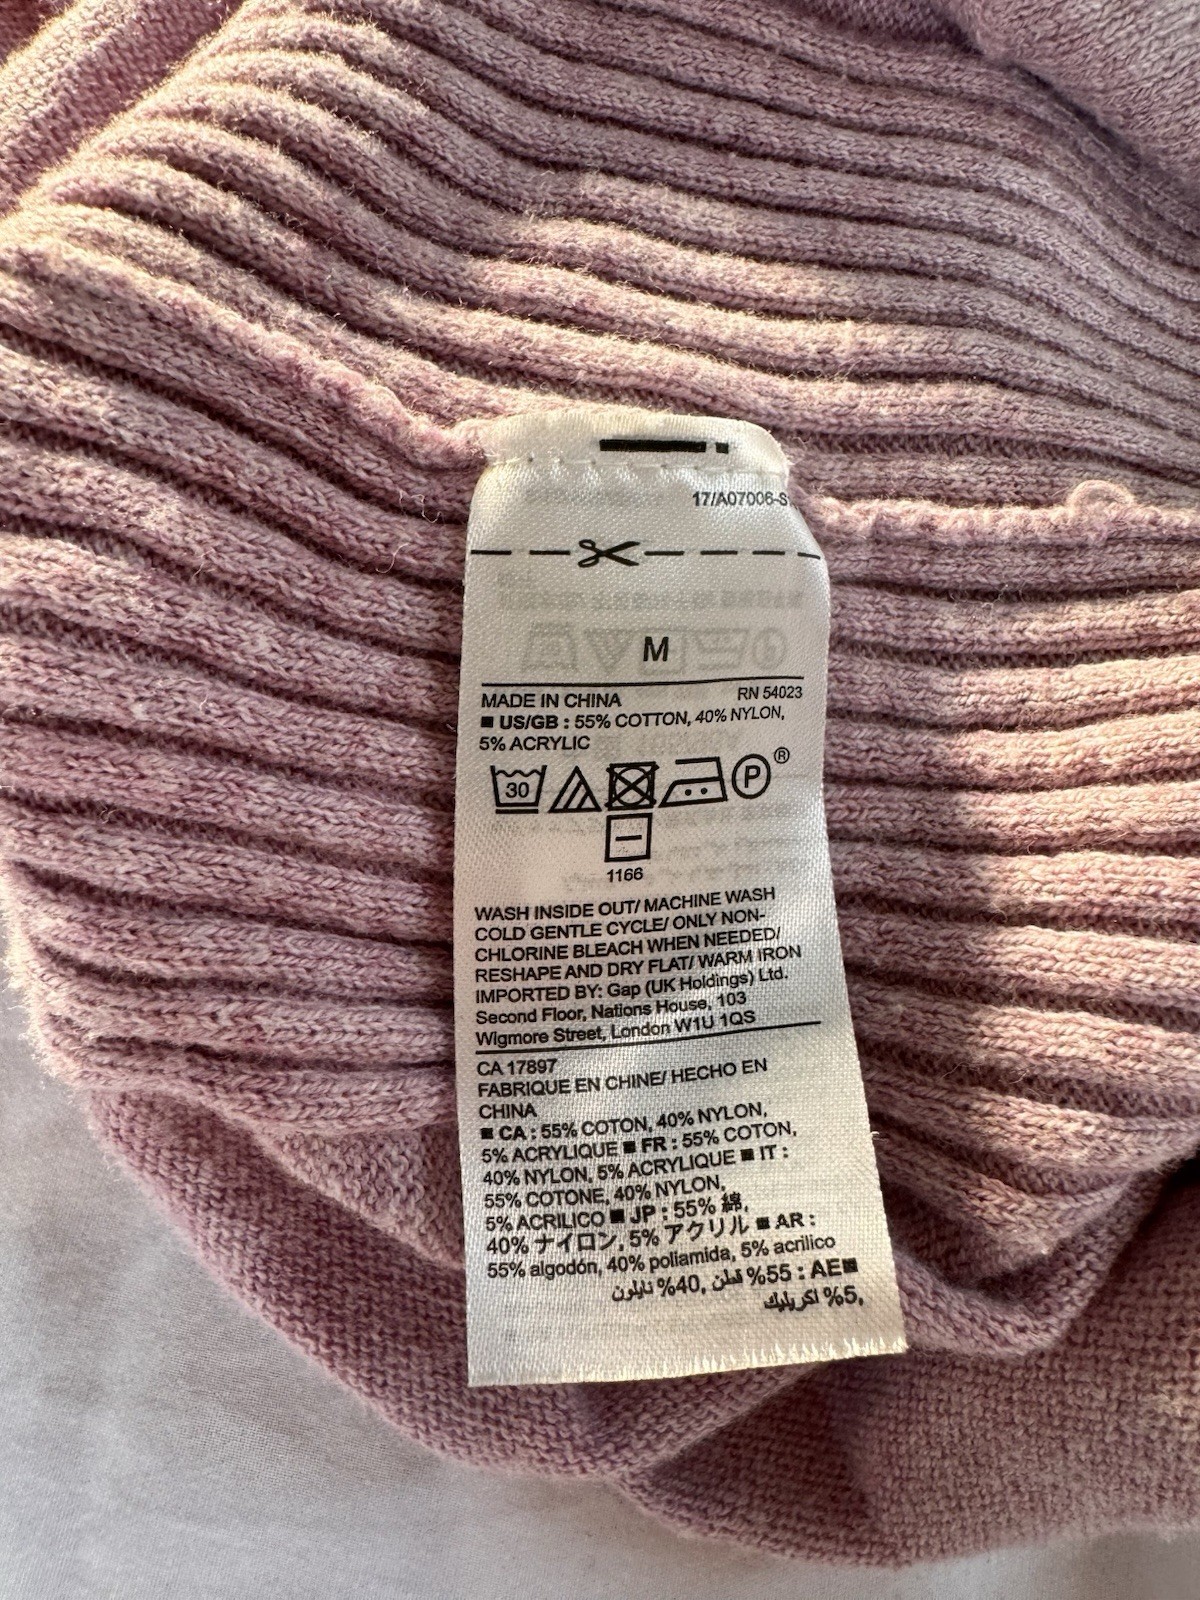 17/A07006-S
M
MADE IN CHINA RN 54023
■ US/GB : 55% COTTON, 40% NYLON,
5% ACRYLIC
30 P ®
1166
WASH INSIDE OUT/ MACHINE WASH
COLD GENTLE CYCLE/ ONLY NON-
CHLORINE BLEACH WHEN NEEDED/
RESHAPE AND DRY FLAT/ WARM IRON
IMPORTED BY: Gap (UK Holdings) Ltd.
Second Floor, Nations House, 103
Wigmore Street, London W1U 1QS
CA 17897
FABRIQUE EN CHINE/ HECHO EN
CHINA
■ CA : 55% COTON, 40% NYLON,
5% ACRYLIQUE ■ FR : 55% COTON,
40% NYLON, 5% ACRYLIQUE ■ IT :
55% COTONE, 40% NYLON,
5% ACRILICO ■ JP : 55% 綿,
40% ナイロン, 5% アクリル ■ AR :
55% algodón, 40% poliamida, 5% acrilico
■AE : 55% قطن, 40% نايلون
,5% اكريليك